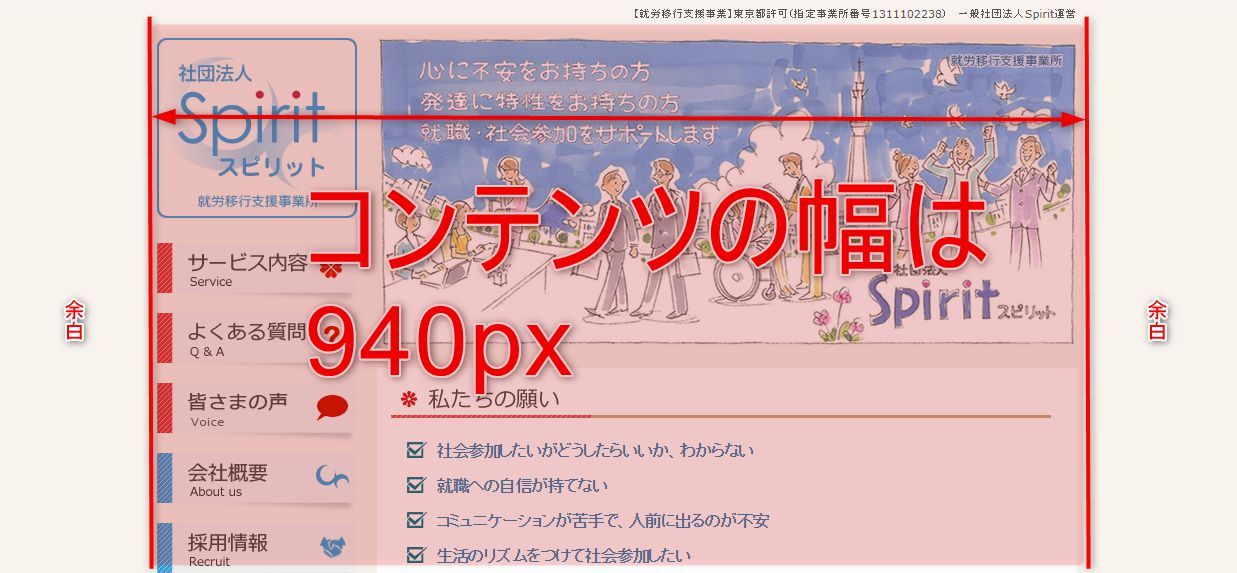 【就労移行支援事業】東京都許可(指定事業所番号1311102238)　一般社団法人Spirit運営
社団法人
Spirit
スピリット
就労移行支援事業所
心に不安をお持ちの方
発達に特性をお持ちの方
就職・社会参加をサポートします
就労移行支援事業所
社団法人
Spirit スピリット
コンテンツの幅は
940px
余白
余白
サービス内容
Service
よくある質問
Q & A
皆さまの声
Voice
会社概要
About us
採用情報
Recruit
私たちの願い
社会参加したいがどうしたらいいか、わからない
就職への自信が持てない
コミュニケーションが苦手で、人前に出るのが不安
生活のリズムをつけて社会参加したい